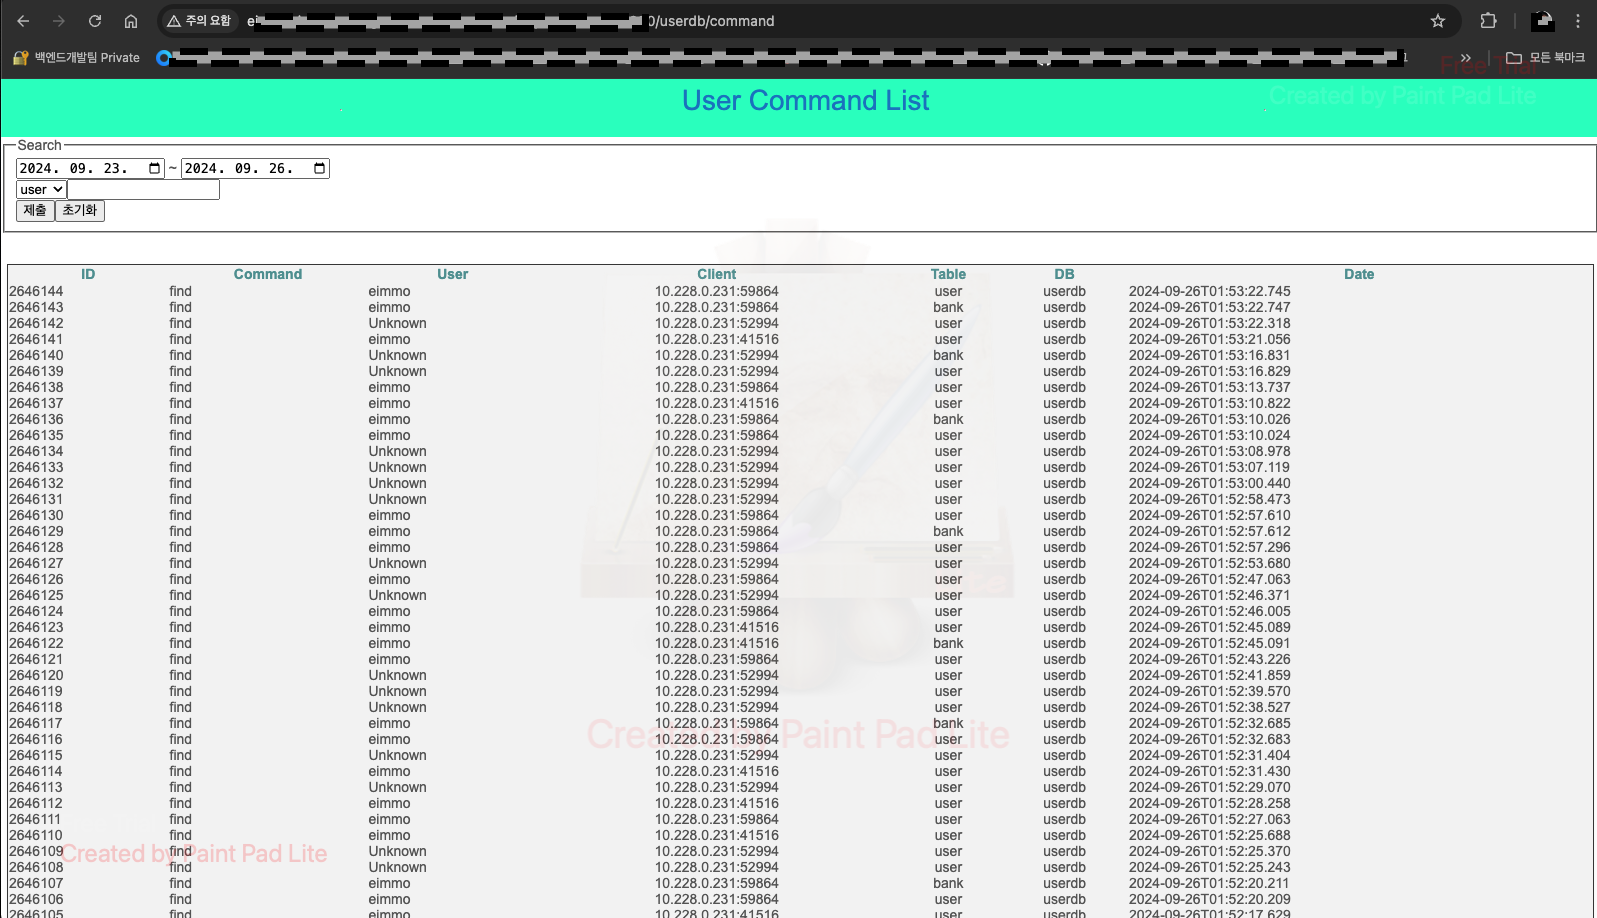 주의 요함 0/userdb/command
백엔드개발팀 Private 모든 북마크
Free Trial
Created by Paint Pad Lite
User Command List
Search
2024. 09. 23. ~ 2024. 09. 26.
user
제출 초기화
ID Command User Client Table DB Date
2646144 find eimmo 10.228.0.231:59864 user userdb 2024-09-26T01:53:22.745
2646143 find eimmo 10.228.0.231:59864 bank userdb 2024-09-26T01:53:22.747
2646142 find Unknown 10.228.0.231:52994 user userdb 2024-09-26T01:53:22.318
2646141 find eimmo 10.228.0.231:41516 user userdb 2024-09-26T01:53:21.056
2646140 find Unknown 10.228.0.231:52994 bank userdb 2024-09-26T01:53:16.831
2646139 find Unknown 10.228.0.231:52994 user userdb 2024-09-26T01:53:16.829
2646138 find eimmo 10.228.0.231:59864 user userdb 2024-09-26T01:53:13.737
2646137 find eimmo 10.228.0.231:41516 user userdb 2024-09-26T01:53:10.822
2646136 find eimmo 10.228.0.231:59864 bank userdb 2024-09-26T01:53:10.026
2646135 find eimmo 10.228.0.231:59864 user userdb 2024-09-26T01:53:10.024
2646134 find Unknown 10.228.0.231:52994 user userdb 2024-09-26T01:53:08.978
2646133 find Unknown 10.228.0.231:52994 user userdb 2024-09-26T01:53:07.119
2646132 find Unknown 10.228.0.231:52994 user userdb 2024-09-26T01:53:00.440
2646131 find Unknown 10.228.0.231:52994 user userdb 2024-09-26T01:52:58.473
2646130 find eimmo 10.228.0.231:59864 user userdb 2024-09-26T01:52:57.610
2646129 find eimmo 10.228.0.231:59864 bank userdb 2024-09-26T01:52:57.612
2646128 find eimmo 10.228.0.231:59864 user userdb 2024-09-26T01:52:57.296
2646127 find Unknown 10.228.0.231:52994 user userdb 2024-09-26T01:52:53.680
2646126 find eimmo 10.228.0.231:59864 user userdb 2024-09-26T01:52:47.063
2646125 find Unknown 10.228.0.231:52994 user userdb 2024-09-26T01:52:46.371
2646124 find eimmo 10.228.0.231:59864 user userdb 2024-09-26T01:52:46.005
2646123 find eimmo 10.228.0.231:41516 user userdb 2024-09-26T01:52:45.089
2646122 find eimmo 10.228.0.231:41516 bank userdb 2024-09-26T01:52:45.091
2646121 find eimmo 10.228.0.231:59864 user userdb 2024-09-26T01:52:43.226
2646120 find Unknown 10.228.0.231:52994 user userdb 2024-09-26T01:52:41.859
2646119 find Unknown 10.228.0.231:52994 user userdb 2024-09-26T01:52:39.570
2646118 find Unknown 10.228.0.231:52994 user userdb 2024-09-26T01:52:38.527
2646117 find eimmo 10.228.0.231:59864 bank userdb 2024-09-26T01:52:32.685
Created by Paint Pad Lite
2646116 find eimmo 10.228.0.231:59864 user userdb 2024-09-26T01:52:32.683
2646115 find Unknown 10.228.0.231:52994 user userdb 2024-09-26T01:52:31.404
2646114 find eimmo 10.228.0.231:41516 user userdb 2024-09-26T01:52:31.430
2646113 find Unknown 10.228.0.231:52994 user userdb 2024-09-26T01:52:29.070
2646112 find eimmo 10.228.0.231:41516 user userdb 2024-09-26T01:52:28.258
2646111 find eimmo 10.228.0.231:59864 user userdb 2024-09-26T01:52:27.063
2646110 find eimmo 10.228.0.231:41516 user userdb 2024-09-26T01:52:25.688
2646109 find Unknown 10.228.0.231:52994 user userdb 2024-09-26T01:52:25.370
Created by Paint Pad Lite
2646108 find Unknown 10.228.0.231:52994 user userdb 2024-09-26T01:52:25.243
2646107 find eimmo 10.228.0.231:59864 bank userdb 2024-09-26T01:52:20.211
2646106 find eimmo 10.228.0.231:59864 user userdb 2024-09-26T01:52:20.209
2646105 find eimmo 10.228.0.231:41516 user userdb 2024-09-26T01:52:17.629